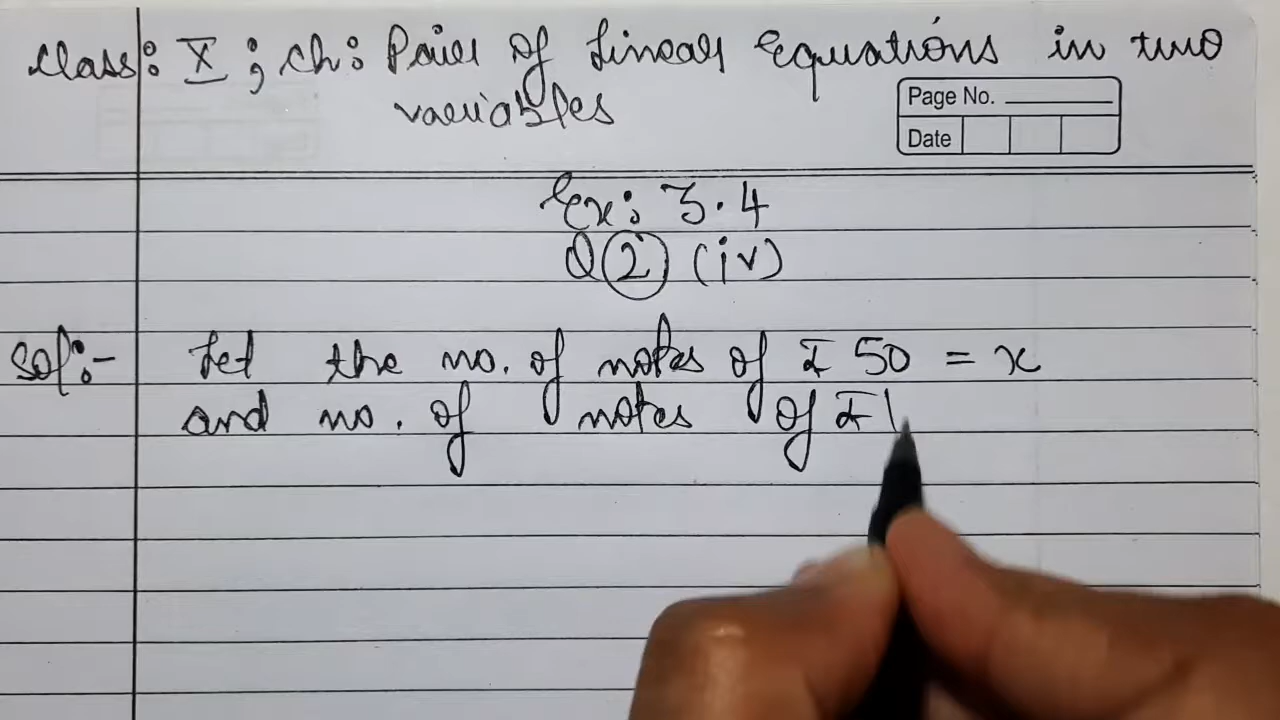 Class: X ; Ch: Pair of Linear Equations in two
variables
Page No.
Date
Ex: 3.4
Q 2 (iv)
Sol:- Let the no. of notes of ₹ 50 = x
and no. of notes of ₹ 1